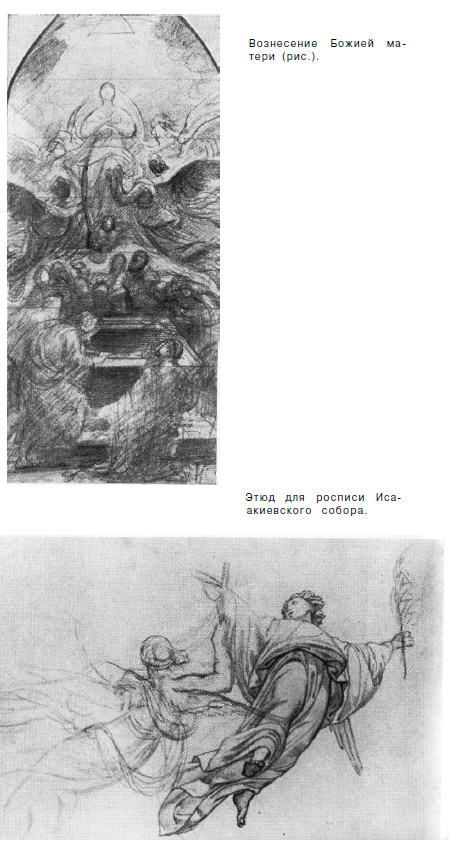 Вознесение Божией ма-
тери (рис.).
Этюд для росписи Иса-
акиевского собора.